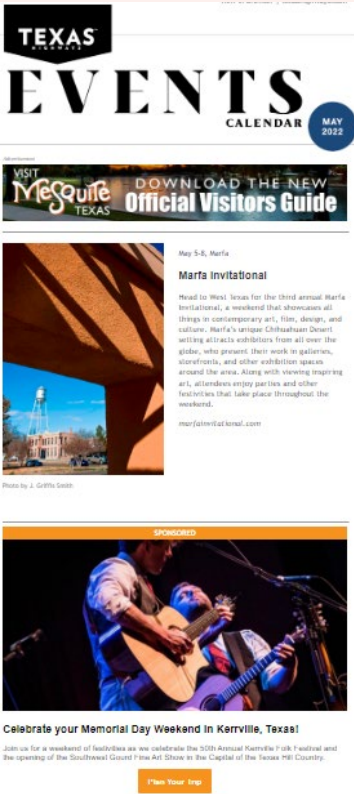 TEXAS
HIGHWAYS
EVENTS
CALENDAR
MAY
2022
Advertisement
VISIT
MESQUITE
TEXAS
DOWNLOAD THE NEW
Official Visitors Guide
May 5-8, Marfa
Marfa Invitational
Head to West Texas for the third annual Marfa
Invitational, a weekend that showcases all
things in contemporary art, film, design, and
culture. Marfa's unique Chihuahuan Desert
setting attracts exhibitors from all over the
globe, who present their work in galleries,
storefronts, and other exhibition spaces
around the area. Along with viewing inspiring
art, attendees enjoy parties and other
festivities that take place throughout the
weekend.
marfainvitational.com
Photo by J. Griffis Smith
SPONSORED
Celebrate your Memorial Day Weekend in Kerrville, Texas!
Join us for a weekend of festivities as we celebrate the 50th Annual Kerrville Folk Festival and
the opening of the Southwest Gourd Fine Art Show in the Capital of the Texas Hill Country.
Plan Your Trip